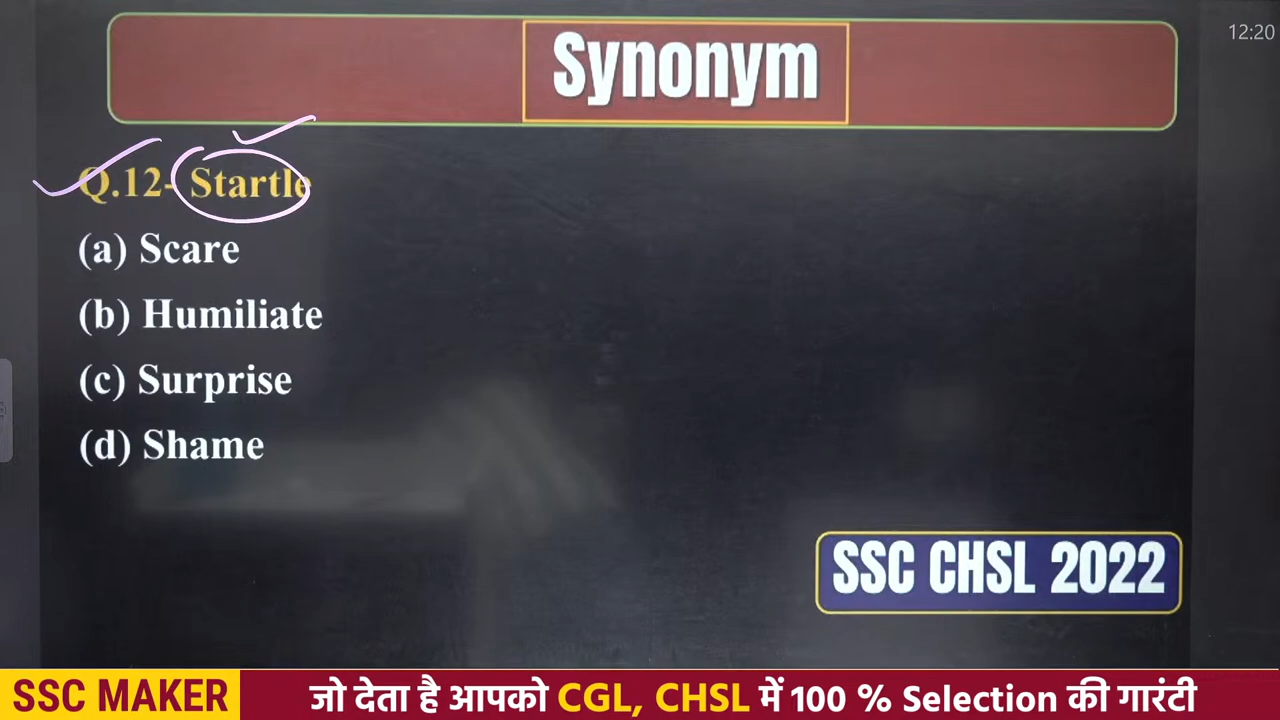 12:20
Synonym
Q.12- Startle
(a) Scare
(b) Humiliate
(c) Surprise
(d) Shame
SSC CHSL 2022
SSC MAKER जो देता है आपको CGL, CHSL में 100 % Selection की गारंटी